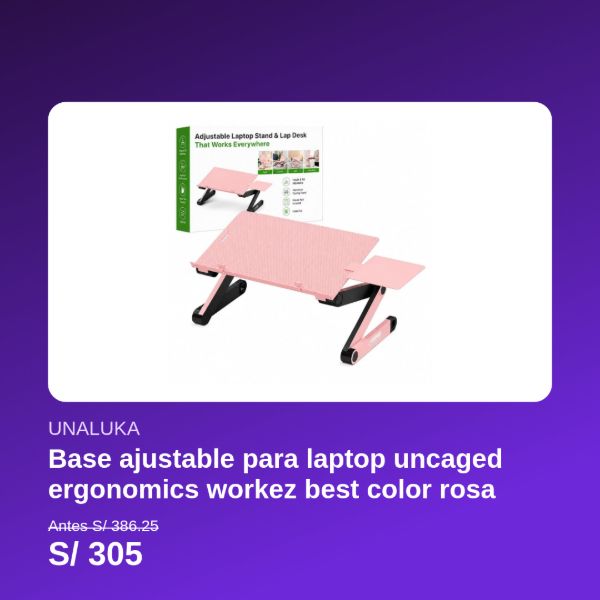 Adjustable Laptop Stand & Lap Desk
That Works Everywhere
UNALUKA
Base ajustable para laptop uncaged
ergonomics workez best color rosa
Antes S/ 386.25
S/ 305